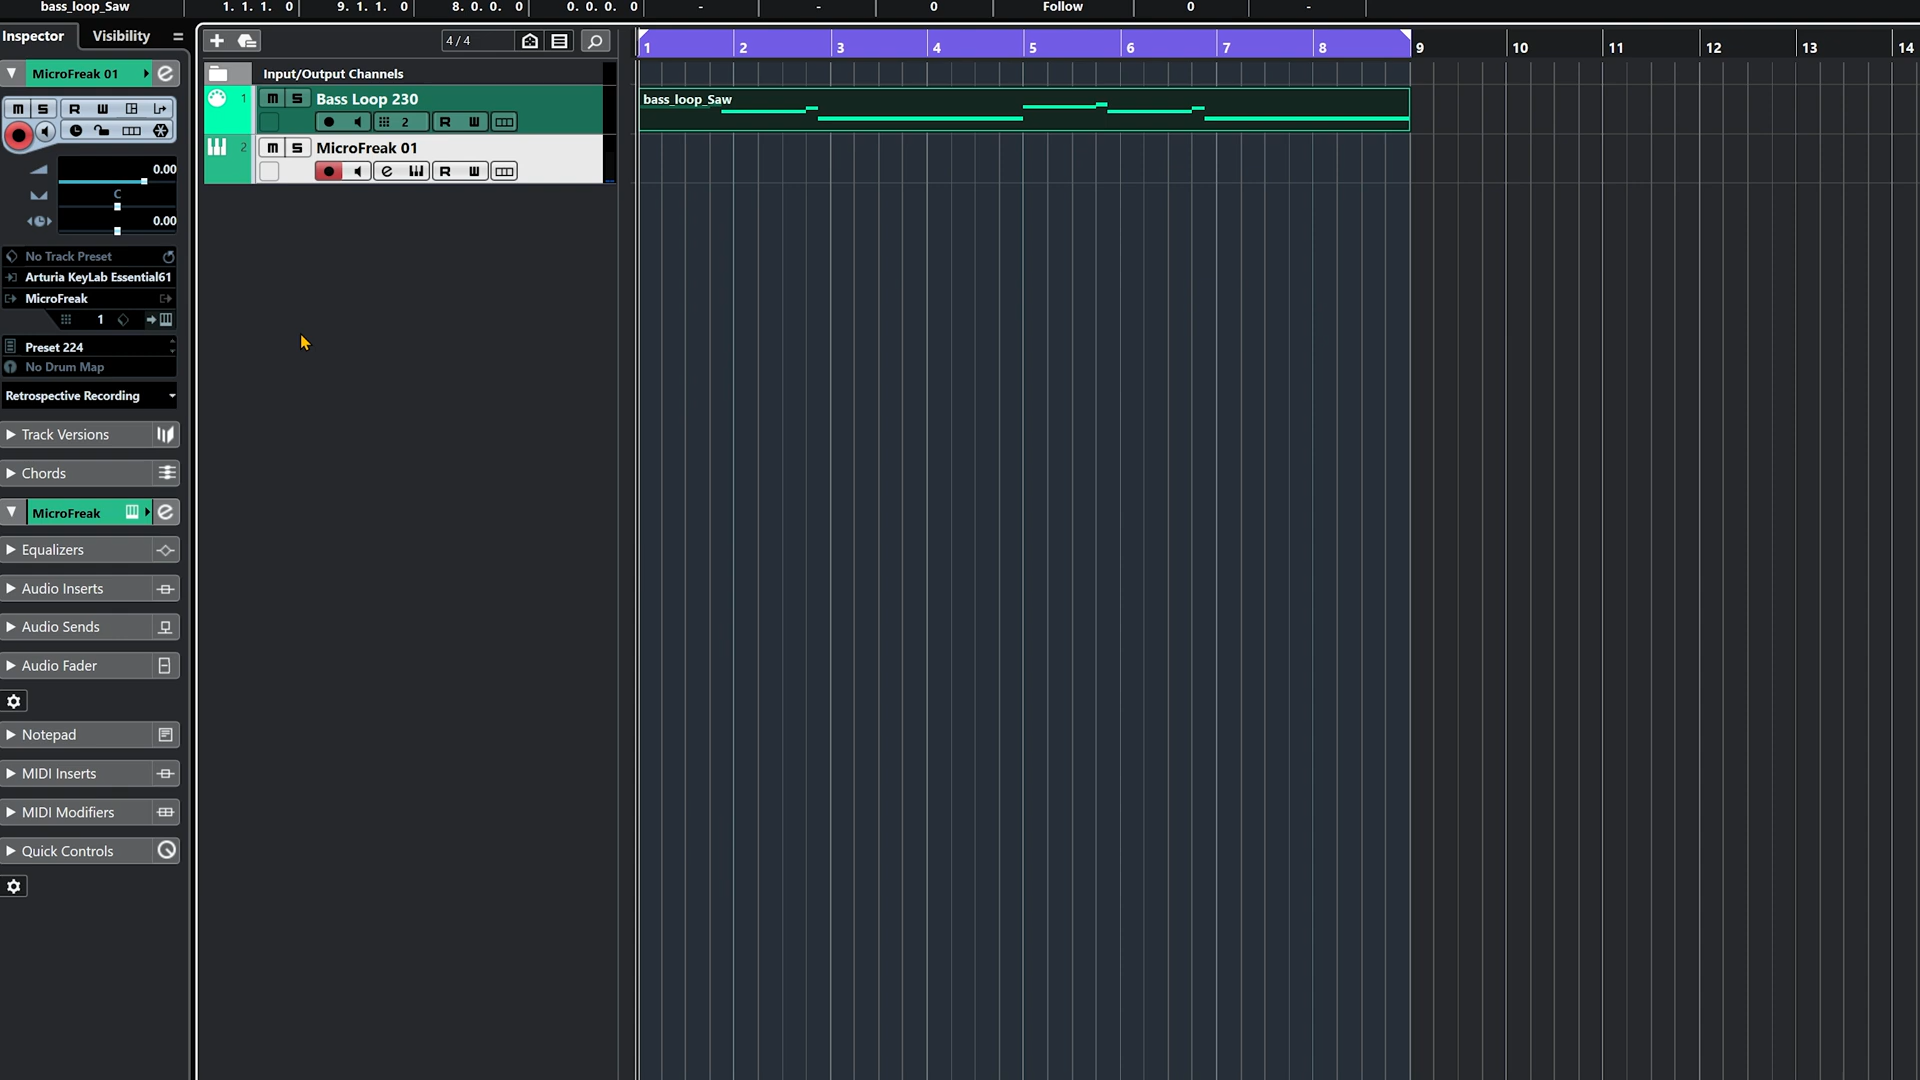 bass_loop_Saw 1. 1. 1. 0 9. 1. 1. 0 8. 0. 0. 0 0. 0. 0. 0 - - 0 Follow 0 -
Inspector Visibility
4 / 4
1 2 3 4 5 6 7 8 9 10 11 12 13 14
MicroFreak 01 e
Input/Output Channels
M S R W
1 M S Bass Loop 230
2 R W
bass_loop_Saw
2 M S MicroFreak 01
e R W
0.00
C
0.00
No Track Preset
Arturia KeyLab Essential61
MicroFreak
1
Preset 224
No Drum Map
Retrospective Recording
Track Versions
Chords
MicroFreak e
Equalizers
Audio Inserts
Audio Sends
Audio Fader
Notepad
MIDI Inserts
MIDI Modifiers
Quick Controls